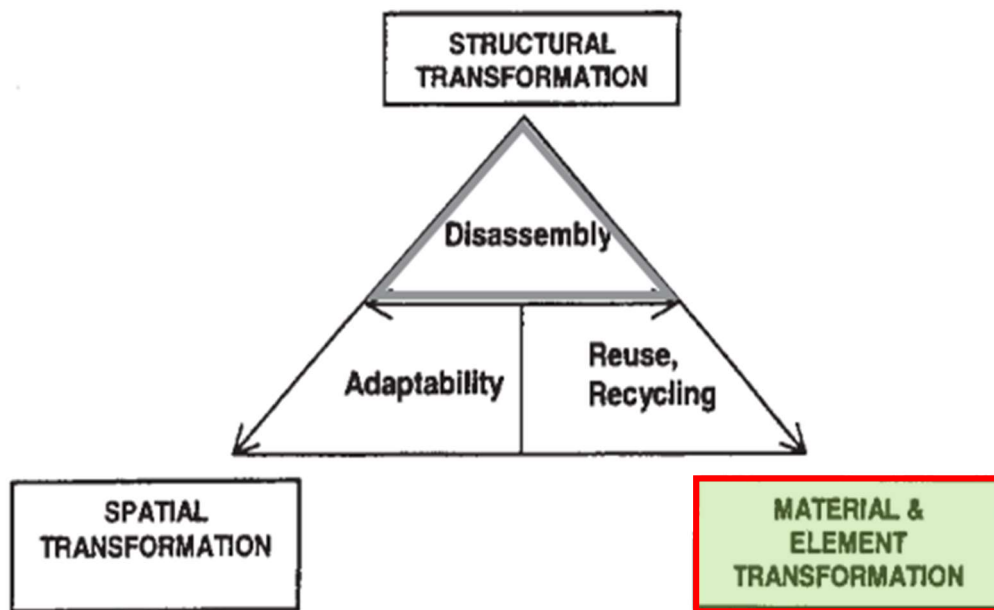 STRUCTURAL
TRANSFORMATION
Disassembly
Adaptability
Reuse,
Recycling
SPATIAL
TRANSFORMATION
MATERIAL &
ELEMENT
TRANSFORMATION